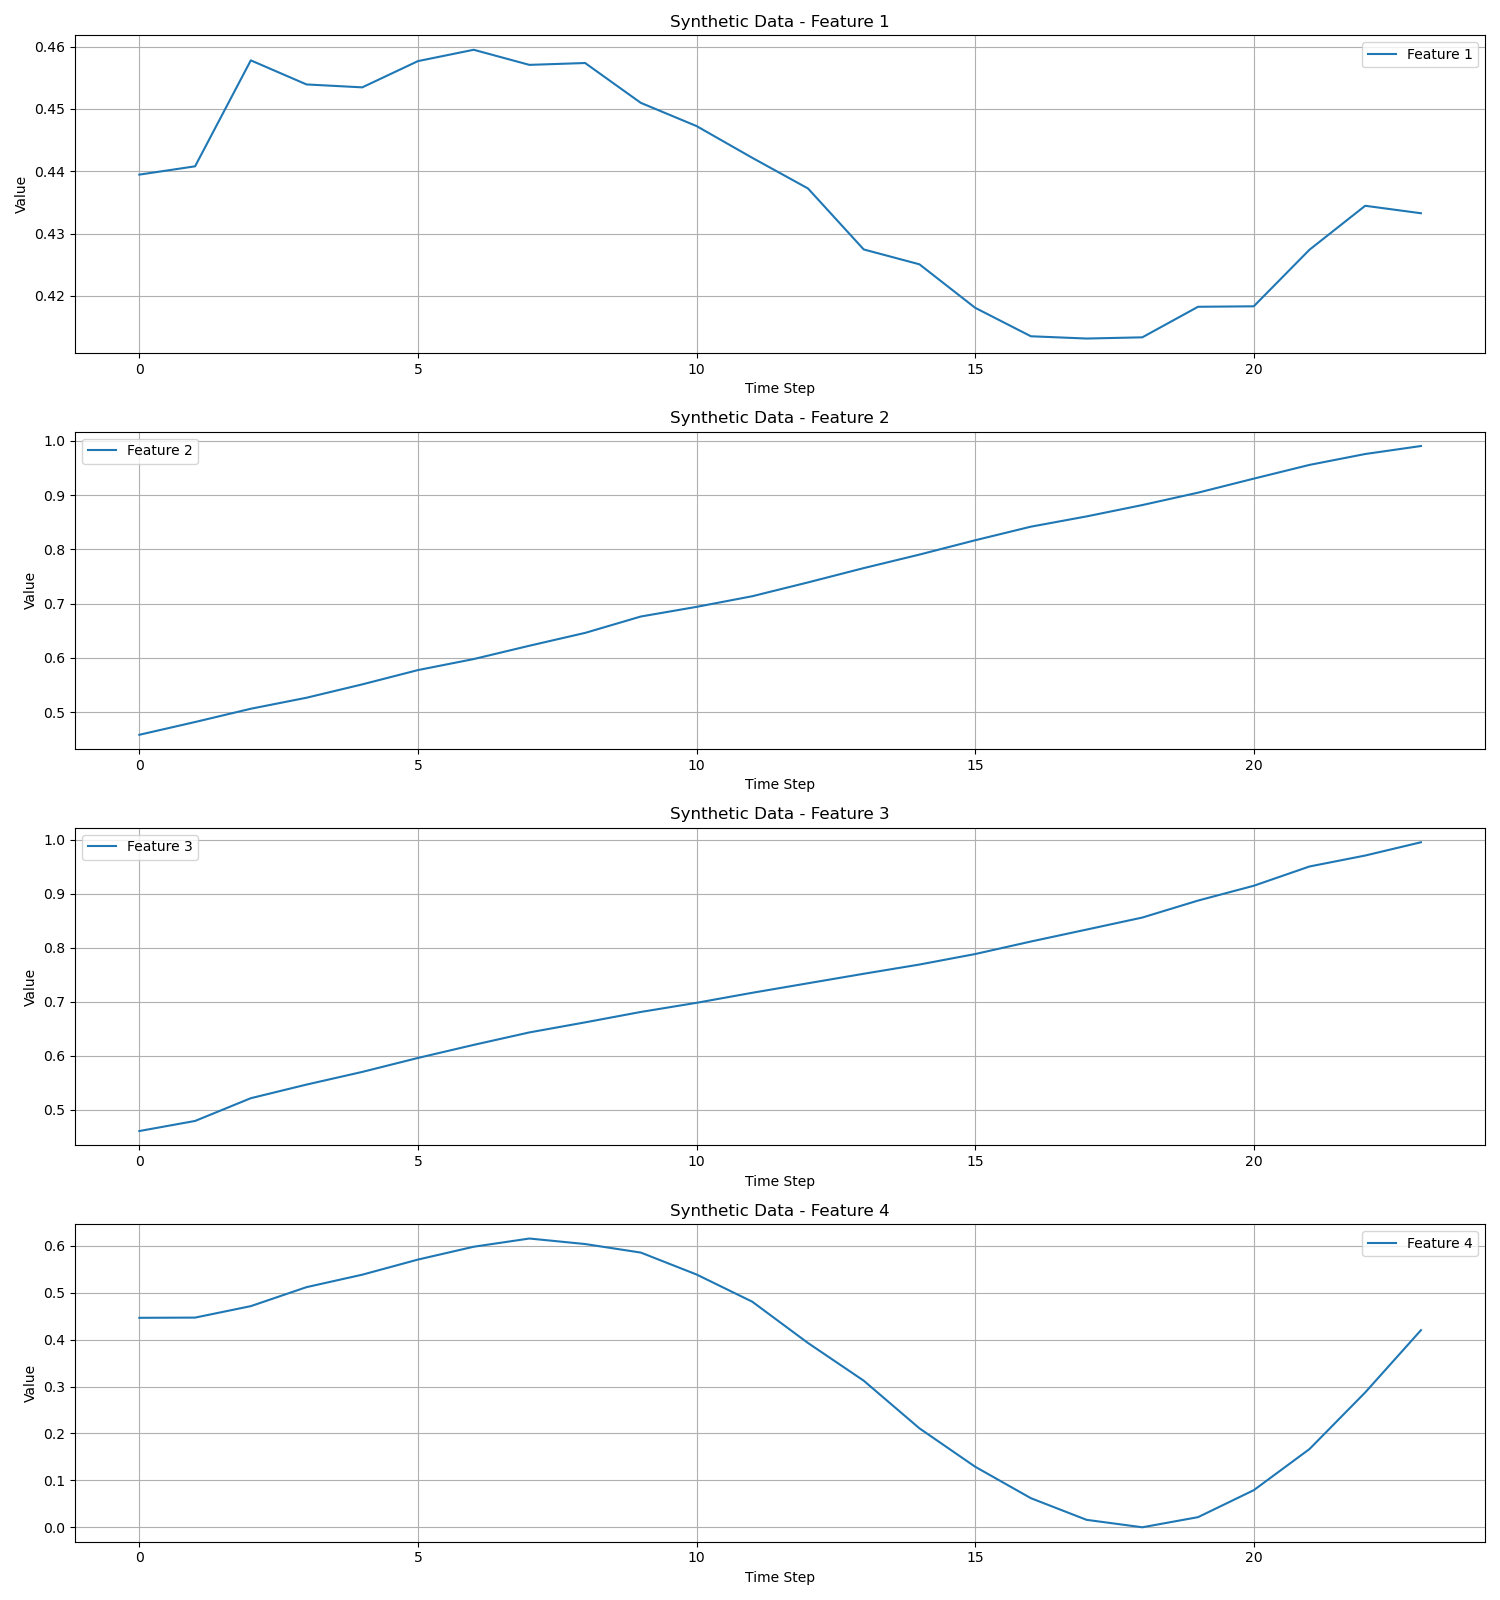 Synthetic Data - Feature 1
Feature 1
0.46
0.45
0.44
0.43
0.42
Value
0 5 10 15 20
Time Step
Synthetic Data - Feature 2
Feature 2
1.0
0.9
0.8
0.7
0.6
0.5
Value
0 5 10 15 20
Time Step
Synthetic Data - Feature 3
Feature 3
1.0
0.9
0.8
0.7
0.6
0.5
Value
0 5 10 15 20
Time Step
Synthetic Data - Feature 4
Feature 4
0.6
0.5
0.4
0.3
0.2
0.1
0.0
Value
0 5 10 15 20
Time Step